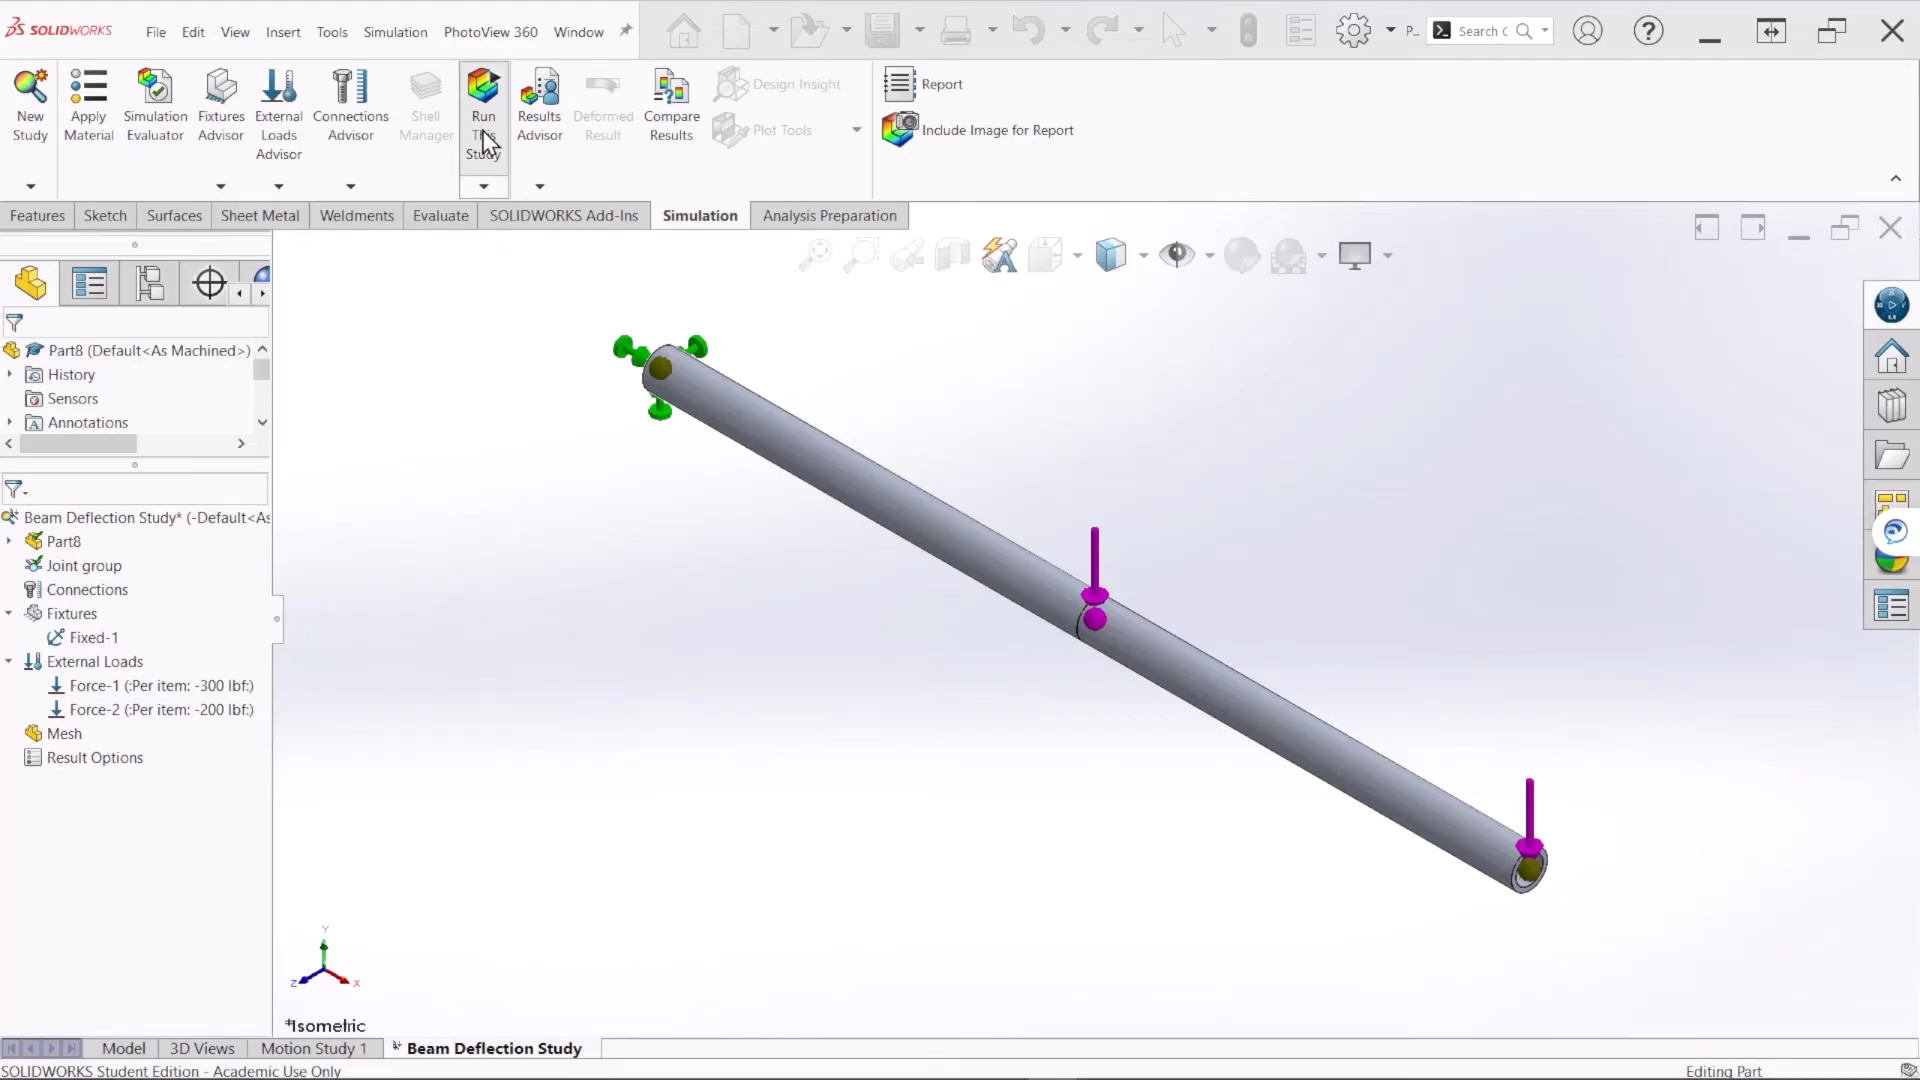 SOLIDWORKS File Edit View Insert Tools Simulation PhotoView 360 Window P.. Search
New Study
Apply Material
Simulation Evaluator
Fixtures Advisor
External Loads Advisor
Connections Advisor
Shell Manager
Run This Study
Results Advisor
Deformed Result
Compare Results
Design Insight
Plot Tools
Report
Include Image for Report
Features Sketch Surfaces Sheet Metal Weldments Evaluate SOLIDWORKS Add-Ins Simulation Analysis Preparation
Part8 (Default<As Machined>)
History
Sensors
Annotations
Beam Deflection Study* (-Default<As
Part8
Joint group
Connections
Fixtures
Fixed-1
External Loads
Force-1 (:Per item: -300 lbf:)
Force-2 (:Per item: -200 lbf:)
Mesh
Result Options
Y
Z
X
*Isometric
Model 3D Views Motion Study 1 Beam Deflection Study
SOLIDWORKS Student Edition - Academic Use Only
Editing Part